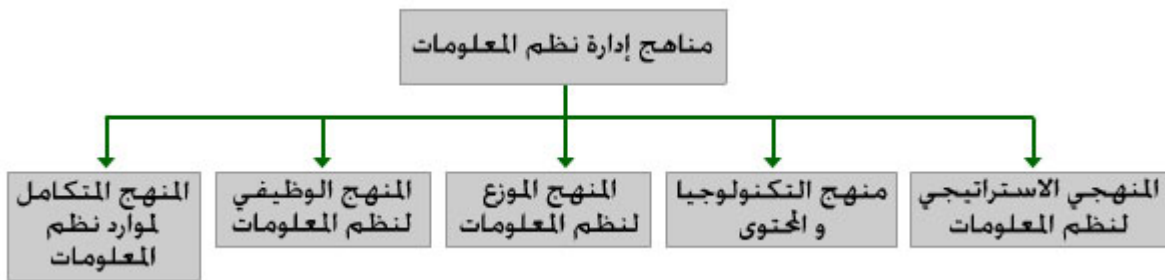 مناهج إدارة نظم المعلومات
المنهجي الاستراتيجي
لنظم المعلومات
منهج التكنولوجيا
و المحتوى
المنهج الموزع
لنظم المعلومات
المنهج الوظيفي
لنظم المعلومات
المنهج المتكامل
لموارد نظم
المعلومات